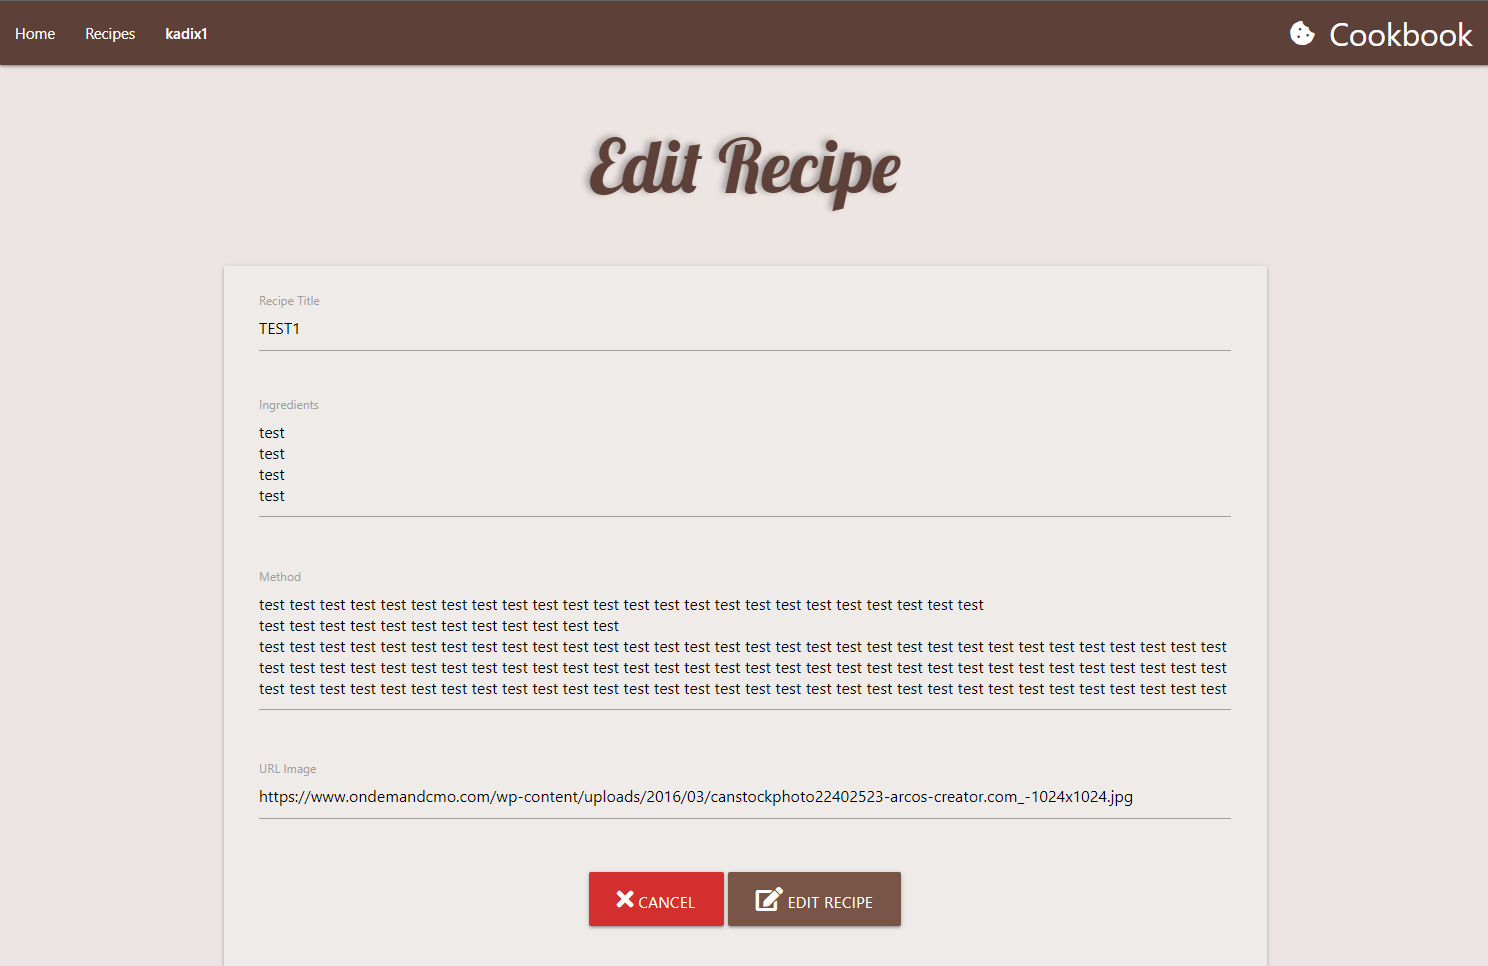 Home
Recipes
kadix1
Cookbook
Edit Recipe
Recipe Title
TEST1
Ingredients
test
test
test
test
Method
test test test test test test test test test test test test test test test test test test test test test test test test
test test test test test test test test test test test test
test test test test test test test test test test test test test test test test test test test test test test test test test test test test test test test test
test test test test test test test test test test test test test test test test test test test test test test test test test test test test test test test test
test test test test test test test test test test test test test test test test test test test test test test test test test test test test test test test test
URL Image
https://www.ondemandcmo.com/wp-content/uploads/2016/03/canstockphoto22402523-arcos-creator.com_-1024x1024.jpg
CANCEL
EDIT RECIPE